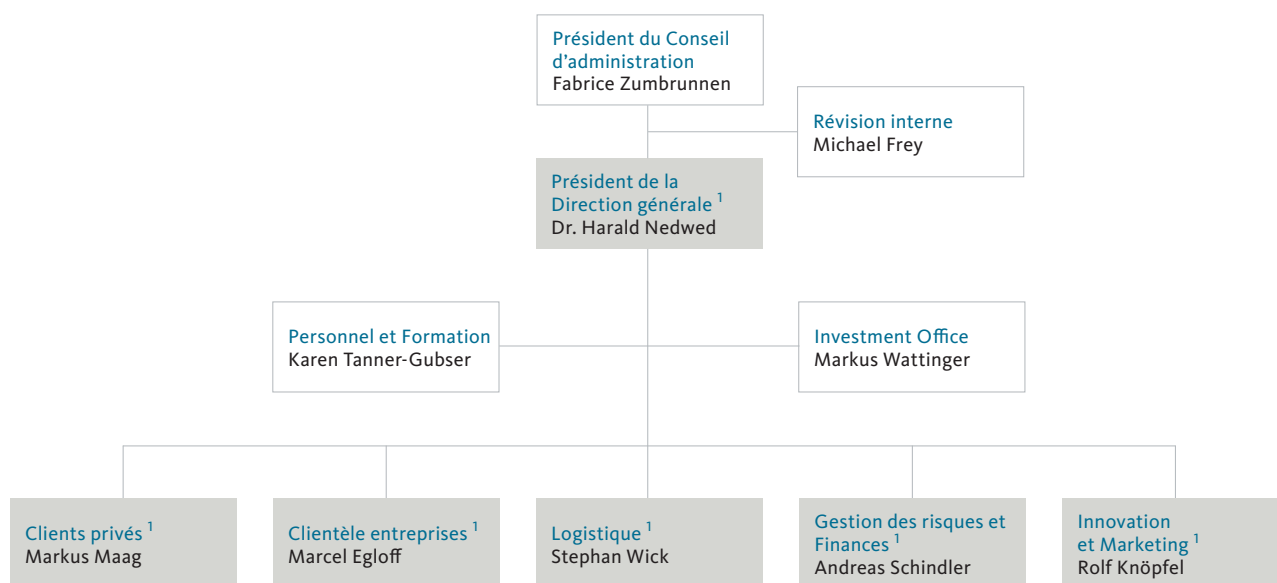 Président du Conseil
d’administration
Fabrice Zumbrunnen
Révision interne
Michael Frey
Président de la
Direction générale ¹
Dr. Harald Nedwed
Personnel et Formation
Karen Tanner-Gubser
Investment Office
Markus Wattinger
Clients privés ¹
Markus Maag
Clientèle entreprises ¹
Marcel Egloff
Logistique ¹
Stephan Wick
Gestion des risques et
Finances ¹
Andreas Schindler
Innovation
et Marketing ¹
Rolf Knöpfel